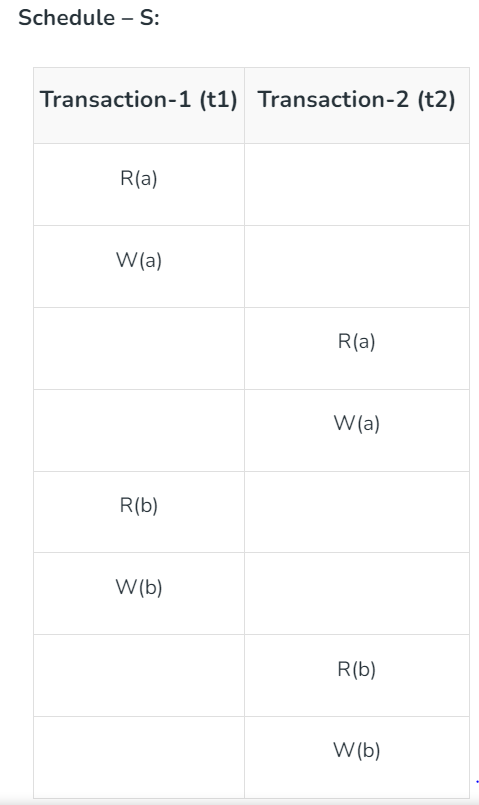 Schedule – S:
Transaction-1 (t1) Transaction-2 (t2)
R(a)
W(a)
R(a)
W(a)
R(b)
W(b)
R(b)
W(b)